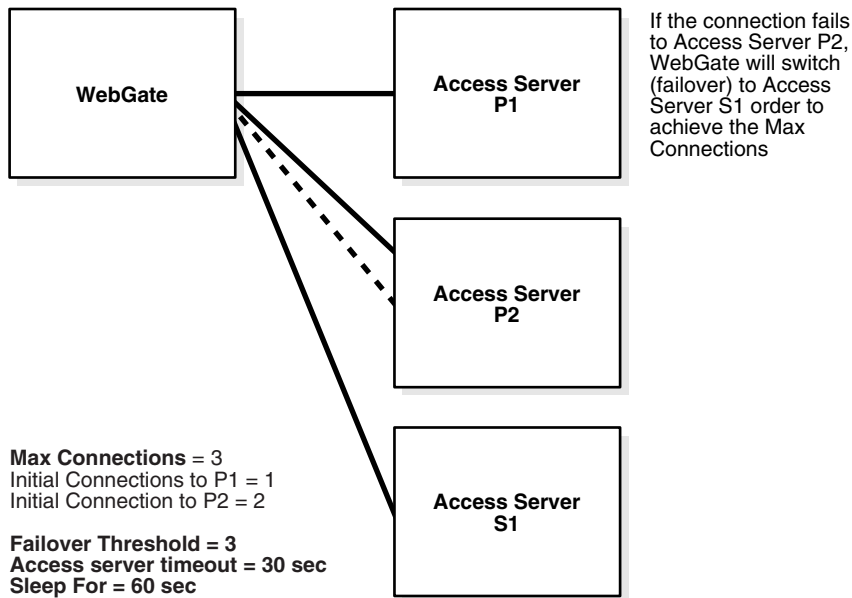 WebGate
Access Server
P1
If the connection fails
to Access Server P2,
WebGate will switch
(failover) to Access
Server S1 order to
achieve the Max
Connections
Access Server
P2
Access Server
S1
Max Connections = 3
Initial Connections to P1 = 1
Initial Connection to P2 = 2
Failover Threshold = 3
Access server timeout = 30 sec
Sleep For = 60 sec